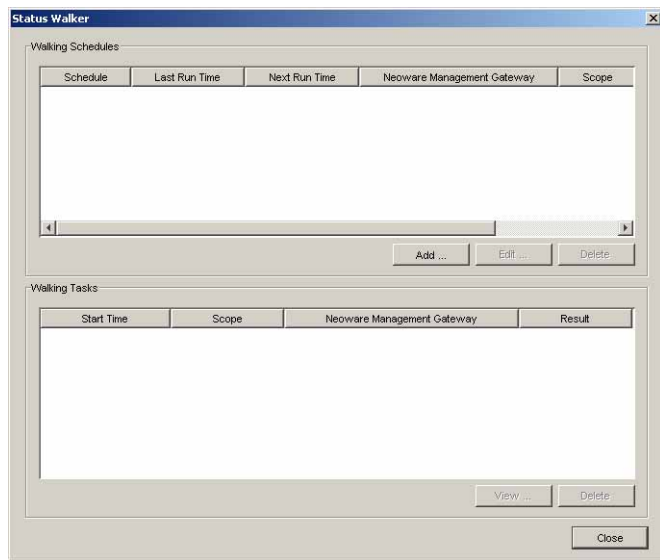 Status Walker
Walking Schedules
Schedule Last Run Time Next Run Time Neoware Management Gateway Scope
Add ... Edit ... Delete
Walking Tasks
Start Time Scope Neoware Management Gateway Result
View ... Delete
Close